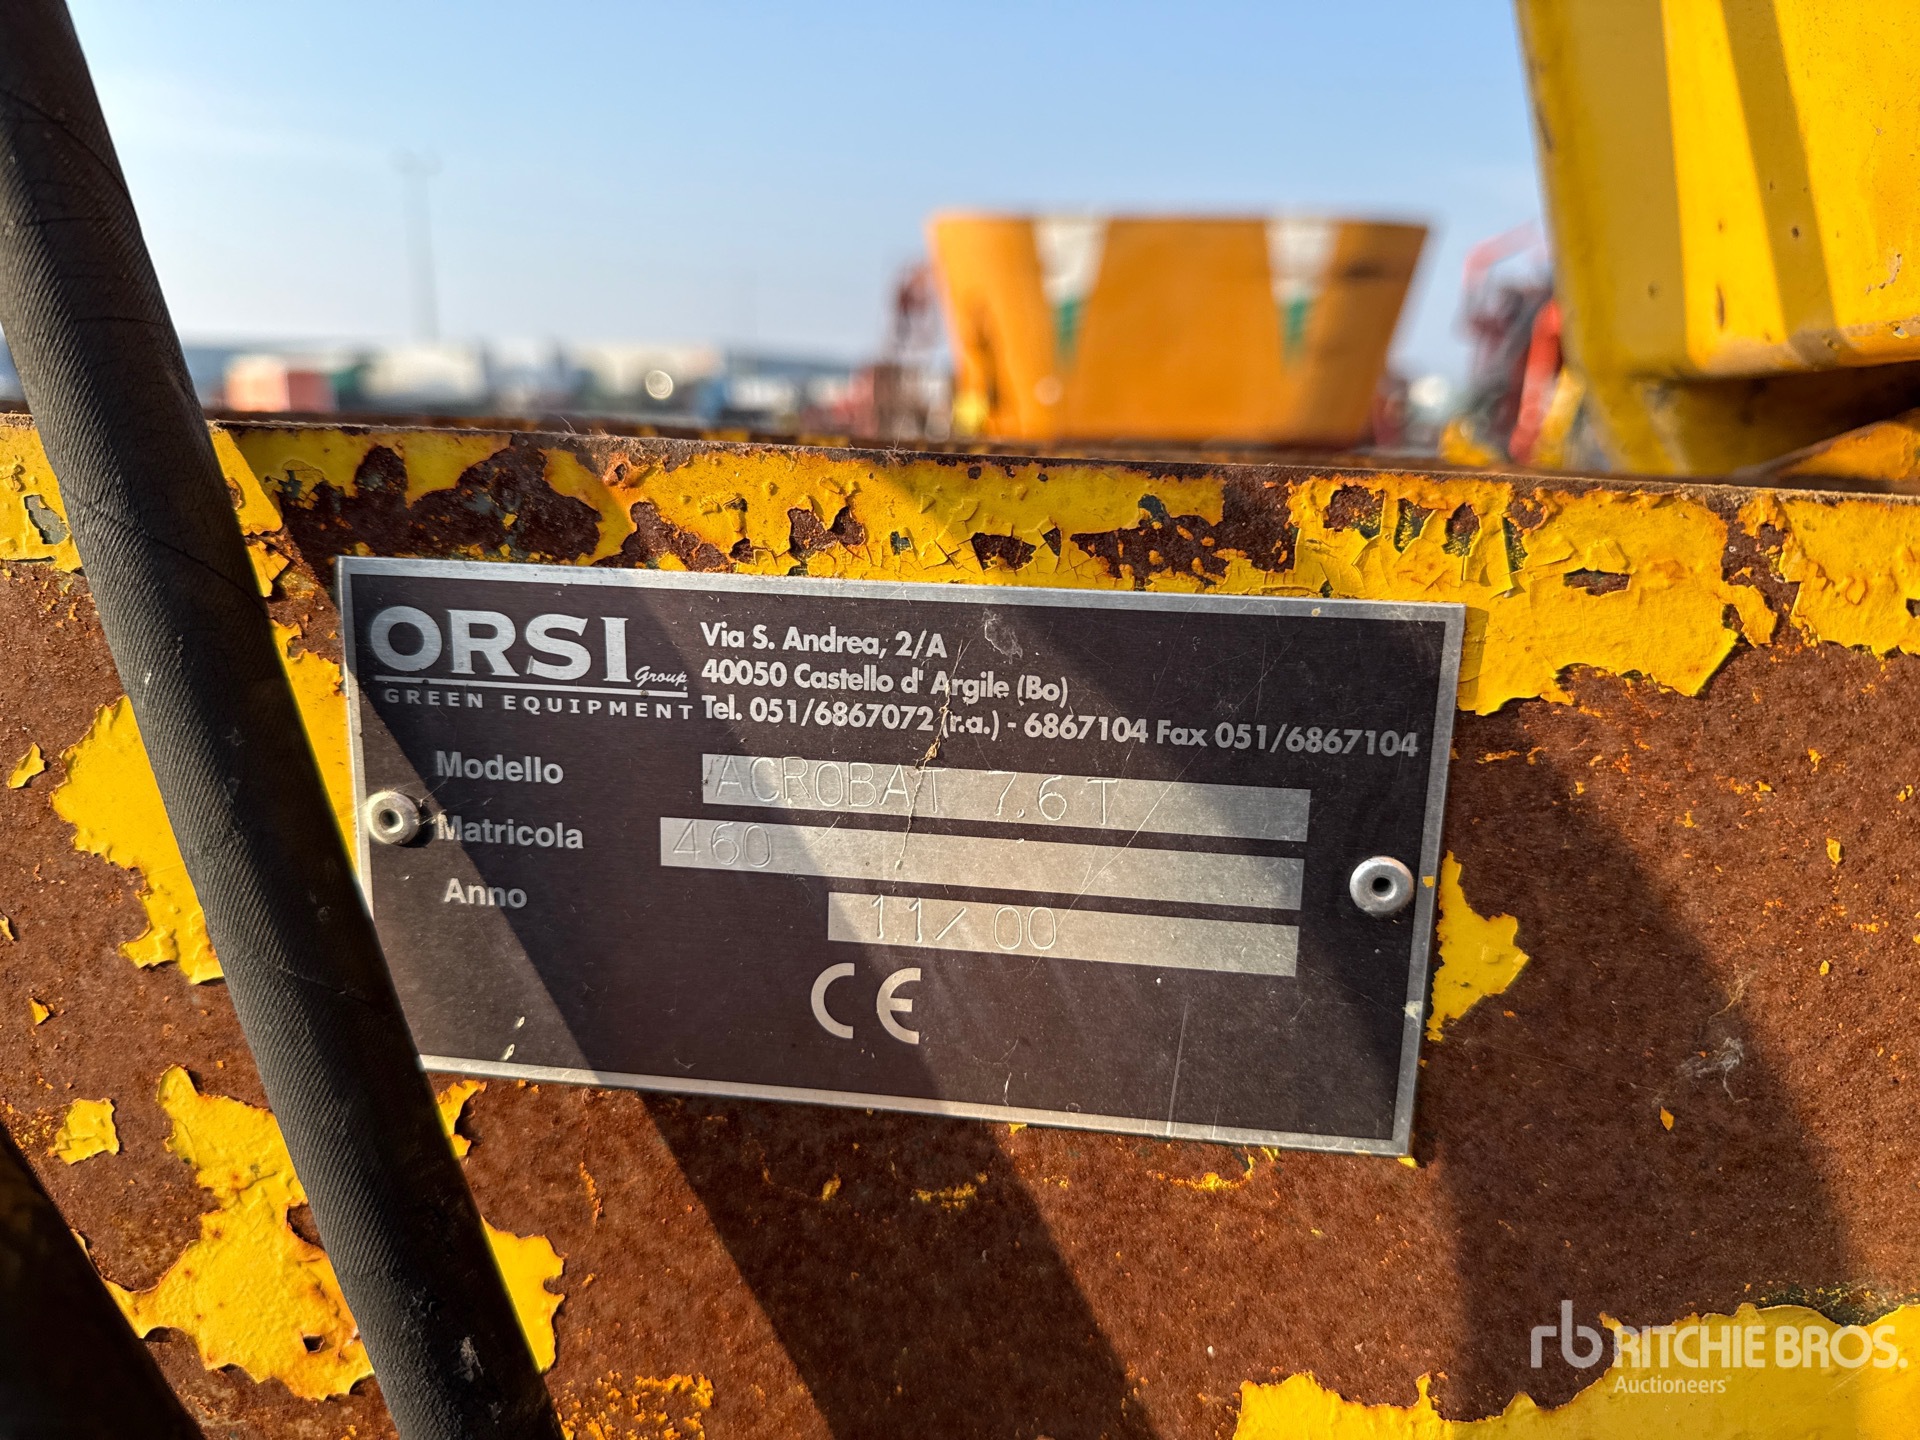 ORSI Group
GREEN EQUIPMENT
Via S. Andrea, 2/A
40050 Castello d' Argile (Bo)
Tel. 051/6867072 (r.a.) - 6867104 Fax 051/6867104
Modello ACROBAT 7.6 T
Matricola 460
Anno 11/00
CE
rb RITCHIE BROS.
Auctioneers